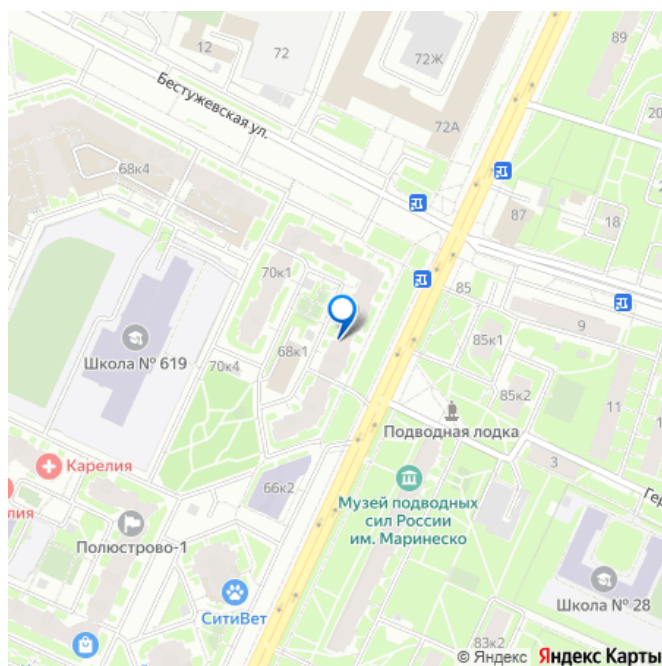 89
12
72
72Ж
Бестужевская ул.
72А
20
68к4
18
87
70к1
85
9
85к1
Школа № 619
68к1
70к4
85к2
11
Подводная лодка
Карелия
66к2
3
Музей подводных
сил России
им. Маринеско
Гер
лия
Полюстрово-1
СитиВет
Школа № 28
83к2
© Яндекс Яндекс Карты